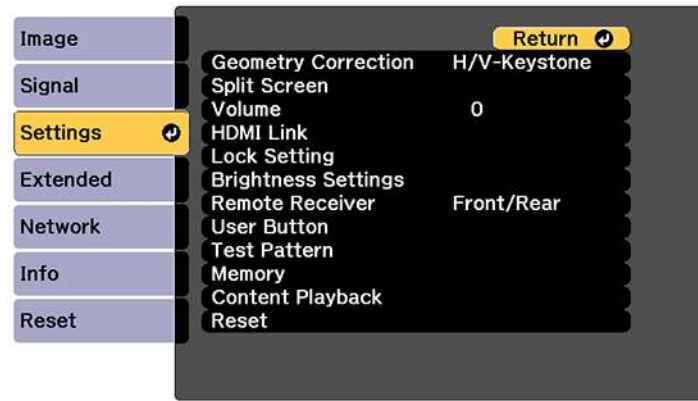 Image
Signal
Settings
Extended
Network
Info
Reset
Return
Geometry Correction H/V-Keystone
Split Screen
Volume 0
HDMI Link
Lock Setting
Brightness Settings
Remote Receiver Front/Rear
User Button
Test Pattern
Memory
Content Playback
Reset